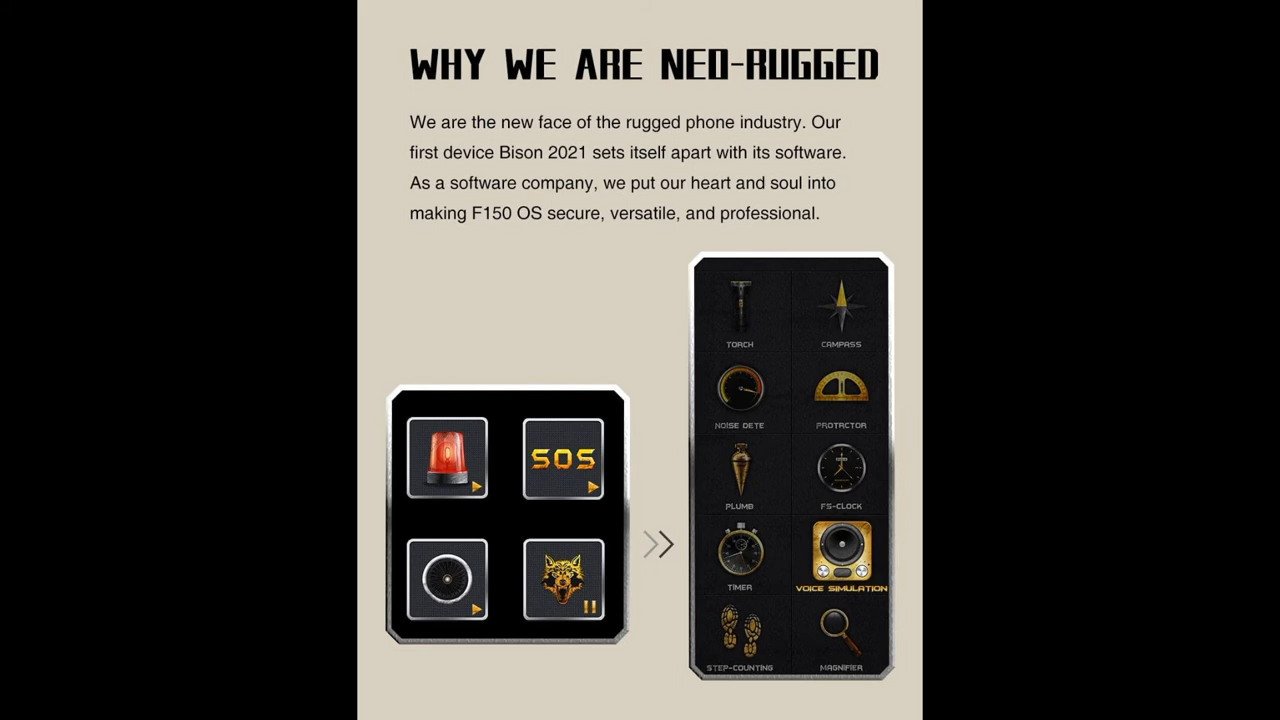 WHY WE ARE NEO-RUGGED
We are the new face of the rugged phone industry. Our
first device Bison 2021 sets itself apart with its software.
As a software company, we put our heart and soul into
making F150 OS secure, versatile, and professional.
SOS
TORCH
CAMPASS
NOISE DETE
PROTRCTOR
PLUMB
FS-CLOCK
TIMER
VOICE SIMULATION
STEP-COUNTING
MAGNIFIER